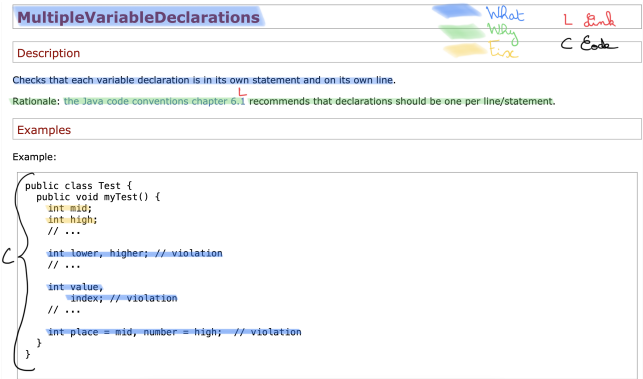 MultipleVariableDeclarations
What
Why
Fix
L Link
C Code
Description
Checks that each variable declaration is in its own statement and on its own line.
L
Rationale: the Java code conventions chapter 6.1 recommends that declarations should be one per line/statement.
Examples
Example:
C
public class Test {
  public void myTest() {
    int mid;
    int high;
    // ...

    int lower, higher; // violation
    // ...

    int value,
        index; // violation
    // ...

    int place = mid, number = high;  // violation
  }
}